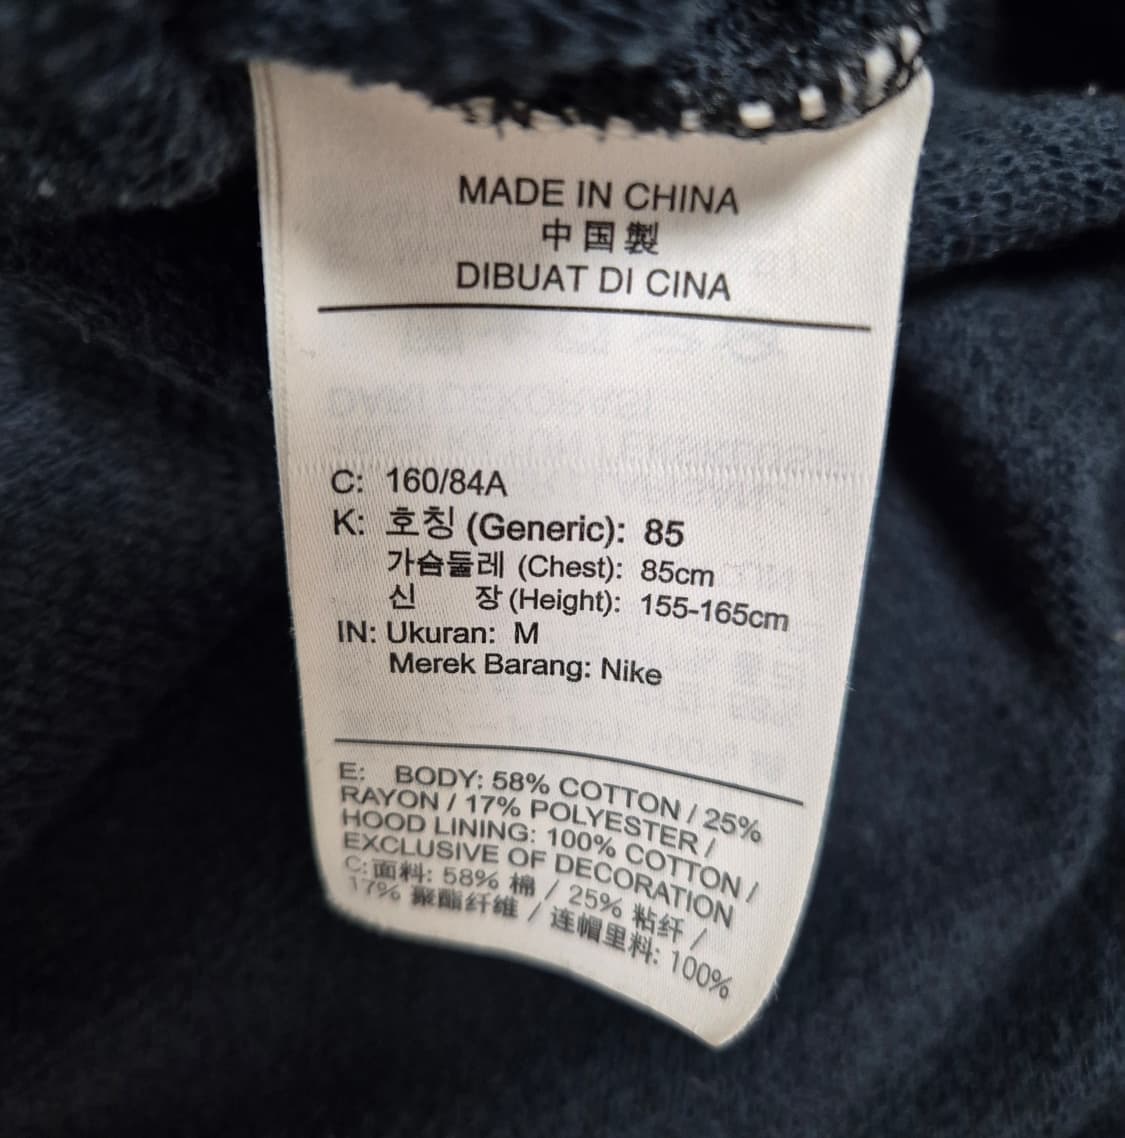 MADE IN CHINA
中国製
DIBUAT DI CINA
C: 160/84A
K: 호칭 (Generic): 85
가슴둘레 (Chest): 85cm
신 장 (Height): 155-165cm
IN: Ukuran: M
Merek Barang: Nike
E: BODY: 58% COTTON / 25%
RAYON / 17% POLYESTER /
HOOD LINING: 100% COTTON /
EXCLUSIVE OF DECORATION
C: 面料: 58% 棉 / 25% 粘纤 /
17% 聚酯纤维 / 连帽里料: 100%